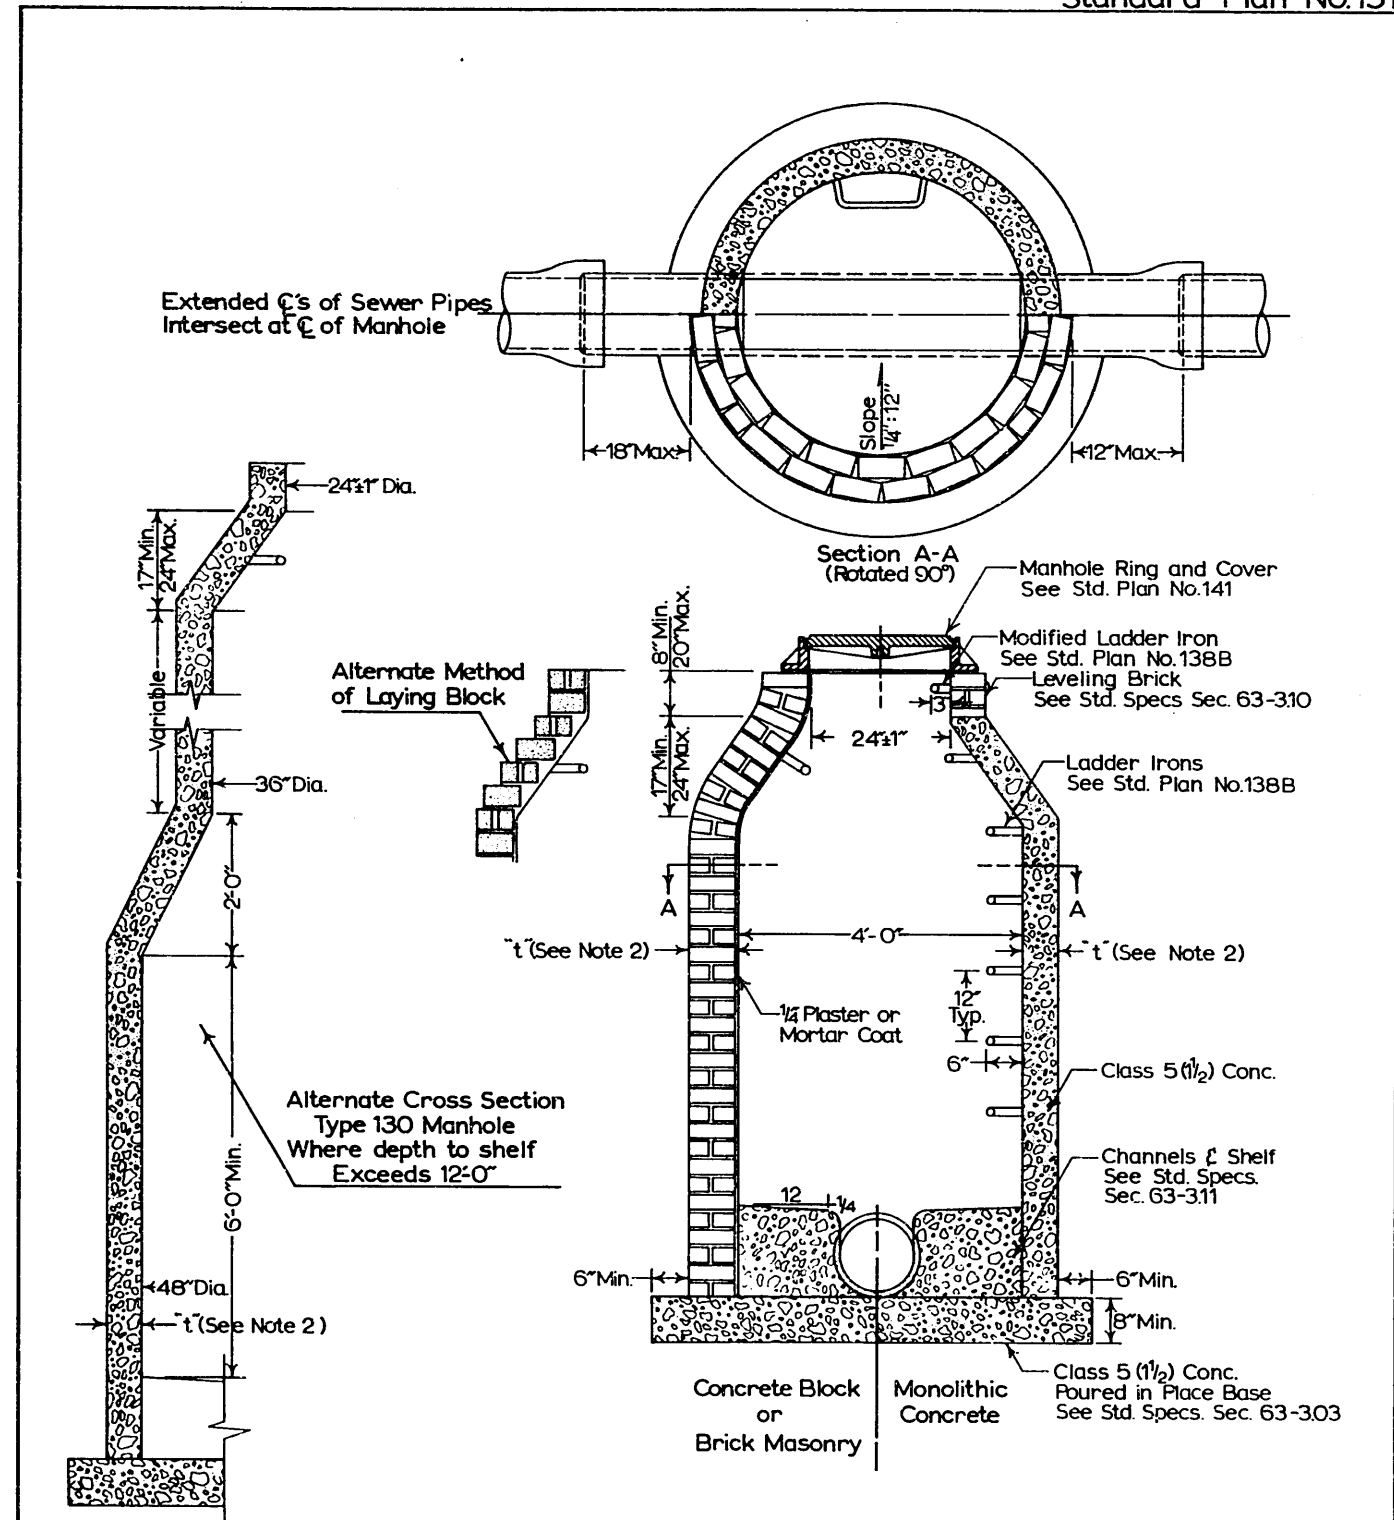 Standard Plan No. 131
Extended ℄'s of Sewer Pipes
Intersect at ℄ of Manhole
Slope
1/4":12"
18"Max.
12"Max.
Section A-A
(Rotated 90°)
24"±1" Dia.
17"Min.
24"Max.
Variable
36"Dia.
2'-0"
6'-0"Min.
48"Dia.
"t"(See Note 2)
Alternate Cross Section
Type 130 Manhole
Where depth to shelf
Exceeds 12'-0"
Alternate Method
of Laying Block
8"Min.
20"Max.
17"Min.
24"Max.
Manhole Ring and Cover
See Std. Plan No.141
Modified Ladder Iron
See Std. Plan No.138B
Leveling Brick
See Std. Specs Sec. 63-3.10
3"
24"±1"
Ladder Irons
See Std. Plan No.138B
A
A
4'-0"
"t"(See Note 2)
"t"(See Note 2)
1/4" Plaster or
Mortar Coat
12"
Typ.
6"
Class 5(1½) Conc.
Channels & Shelf
See Std. Specs.
Sec. 63-3.11
12
1/4
6"Min.
6"Min.
8"Min.
Class 5 (1½) Conc.
Poured in Place Base
See Std. Specs. Sec. 63-3.03
Concrete Block
or
Brick Masonry
Monolithic
Concrete